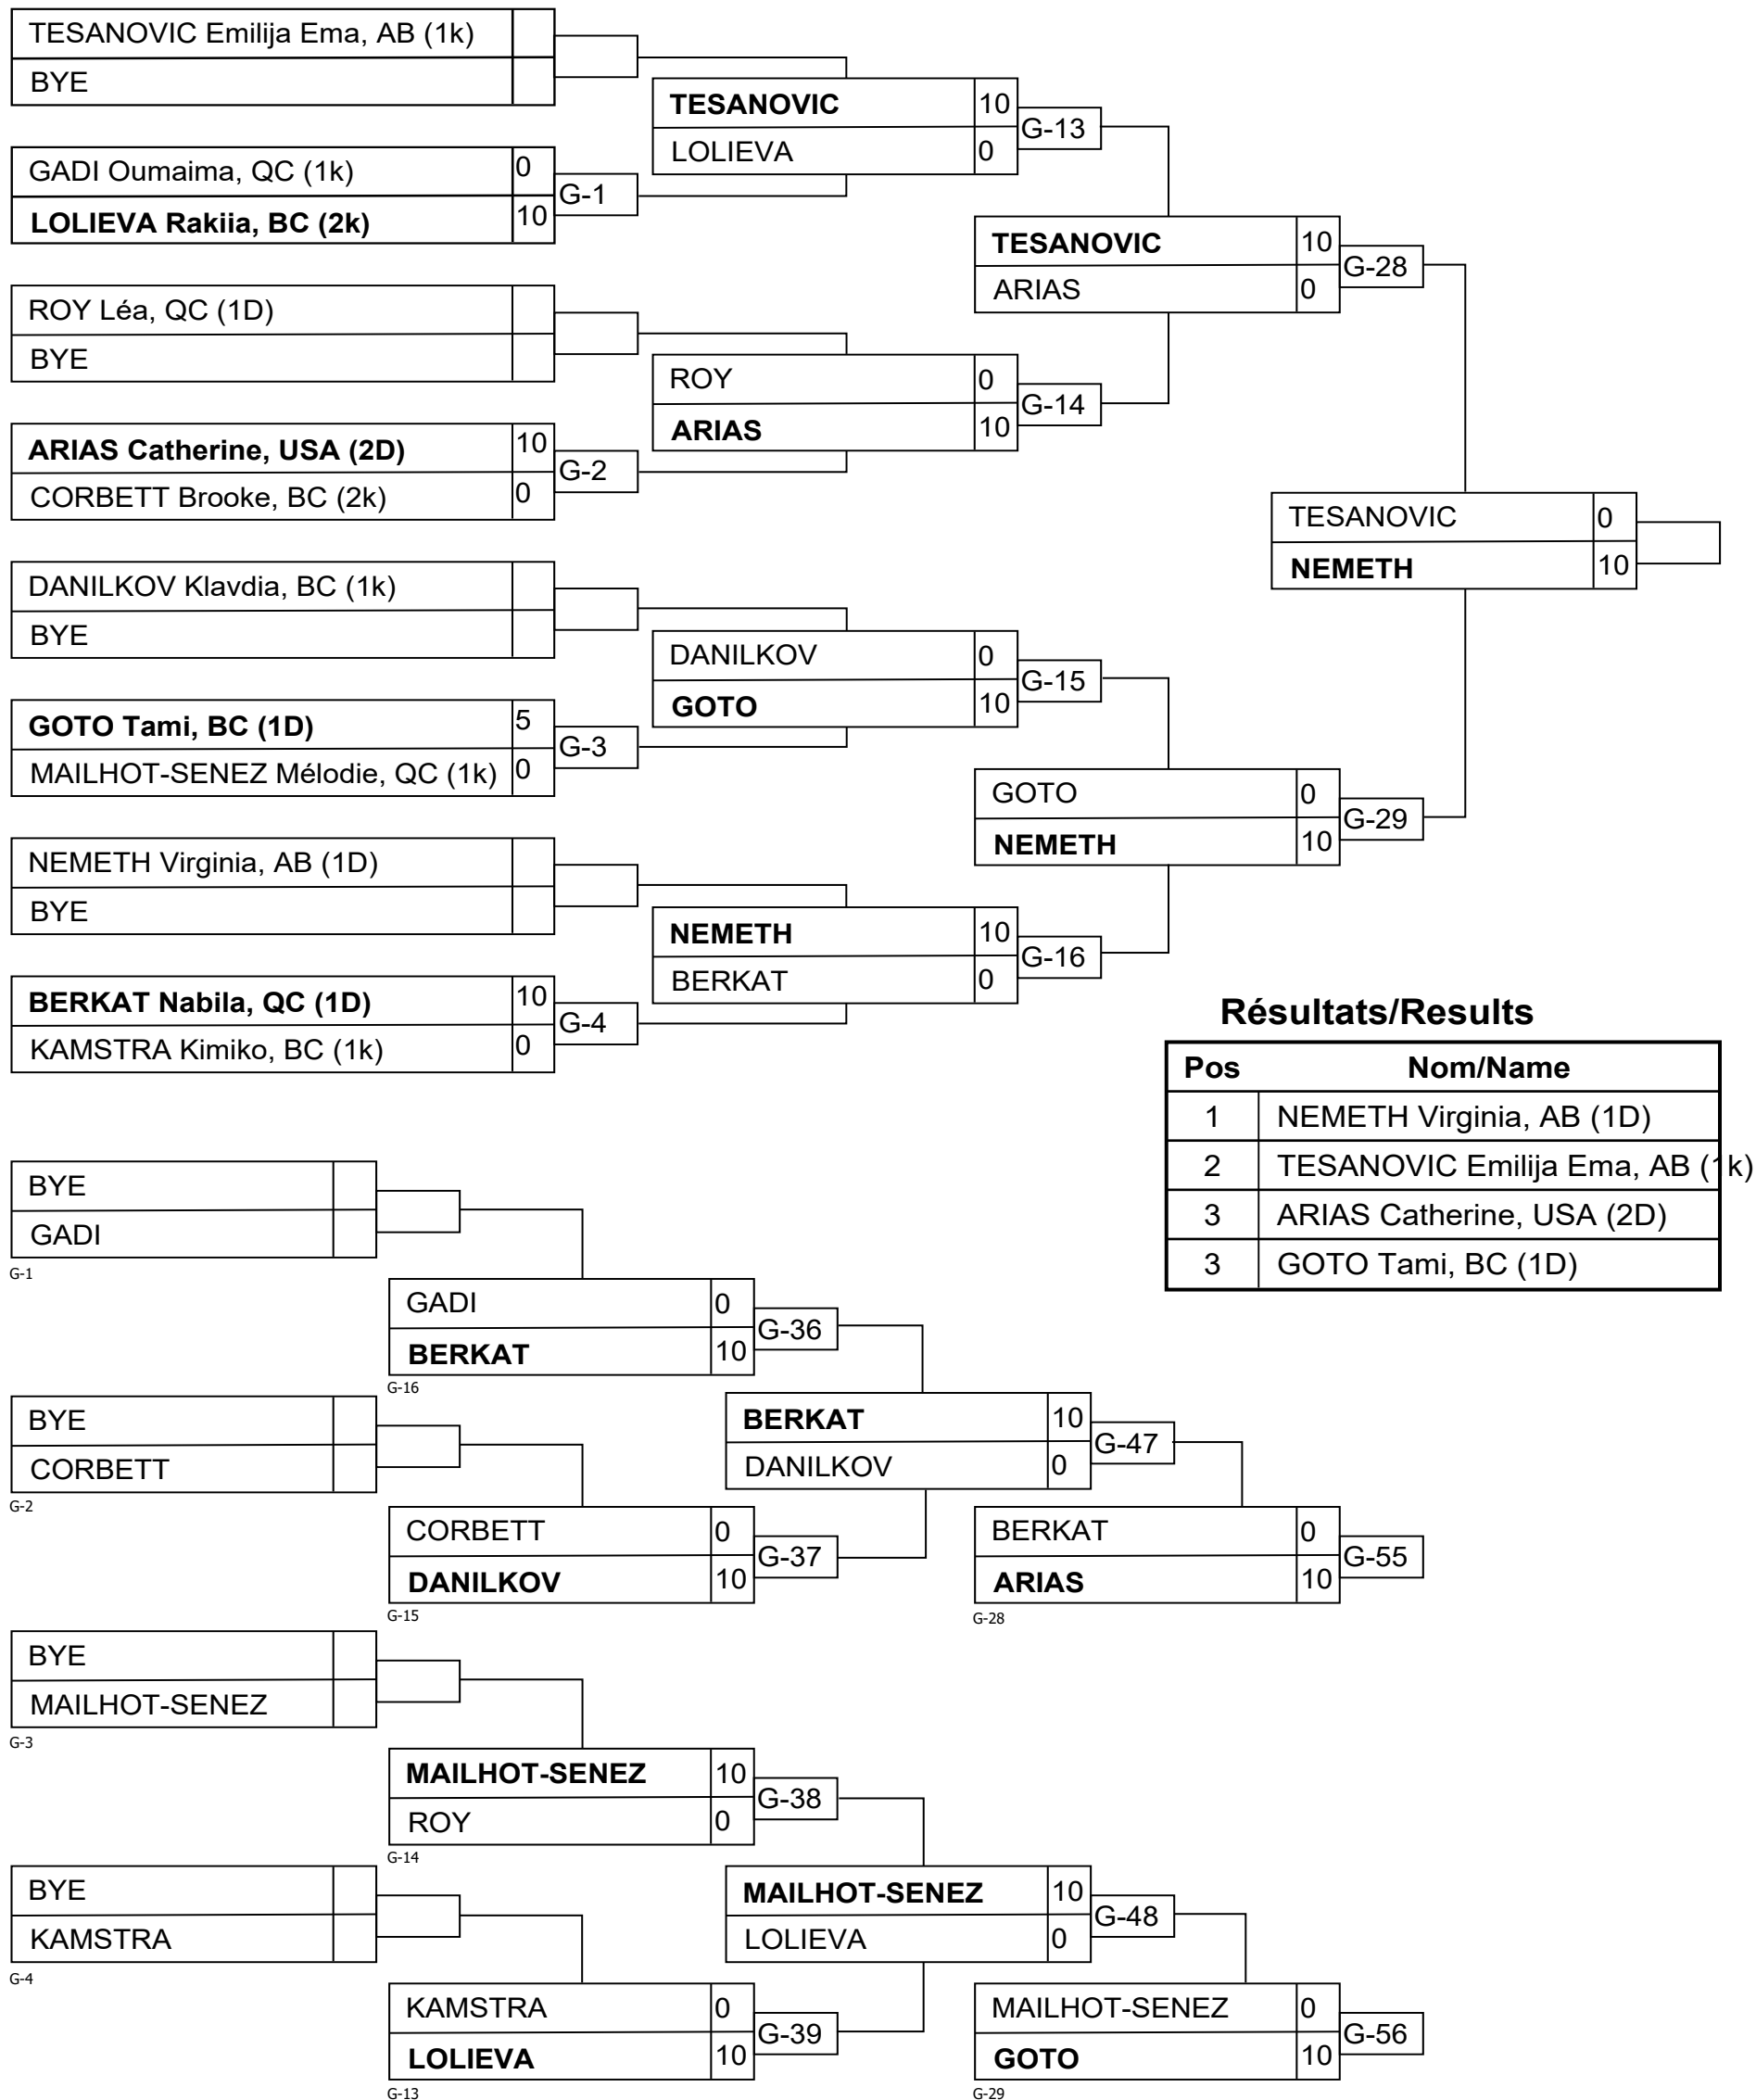 TESANOVIC Emilija Ema, AB (1k)
BYE
GADI Oumaima, QC (1k) 0
LOLIEVA Rakiia, BC (2k) 10
G-1
ROY Léa, QC (1D)
BYE
ARIAS Catherine, USA (2D) 10
CORBETT Brooke, BC (2k) 0
G-2
DANILKOV Klavdia, BC (1k)
BYE
GOTO Tami, BC (1D) 5
MAILHOT-SENEZ Mélodie, QC (1k) 0
G-3
NEMETH Virginia, AB (1D)
BYE
BERKAT Nabila, QC (1D) 10
KAMSTRA Kimiko, BC (1k) 0
G-4
TESANOVIC 10
LOLIEVA 0
G-13
ROY 0
ARIAS 10
G-14
DANILKOV 0
GOTO 10
G-15
NEMETH 10
BERKAT 0
G-16
TESANOVIC 10
ARIAS 0
G-28
GOTO 0
NEMETH 10
G-29
TESANOVIC 0
NEMETH 10
Résultats/Results
Pos Nom/Name
1 NEMETH Virginia, AB (1D)
2 TESANOVIC Emilija Ema, AB (1k)
3 ARIAS Catherine, USA (2D)
3 GOTO Tami, BC (1D)
BYE
GADI
G-1
BYE
CORBETT
G-2
BYE
MAILHOT-SENEZ
G-3
BYE
KAMSTRA
G-4
GADI 0
BERKAT 10
G-36
G-16
CORBETT 0
DANILKOV 10
G-37
G-15
MAILHOT-SENEZ 10
ROY 0
G-38
G-14
KAMSTRA 0
LOLIEVA 10
G-39
G-13
BERKAT 10
DANILKOV 0
G-47
MAILHOT-SENEZ 10
LOLIEVA 0
G-48
BERKAT 0
ARIAS 10
G-55
G-28
MAILHOT-SENEZ 0
GOTO 10
G-56
G-29